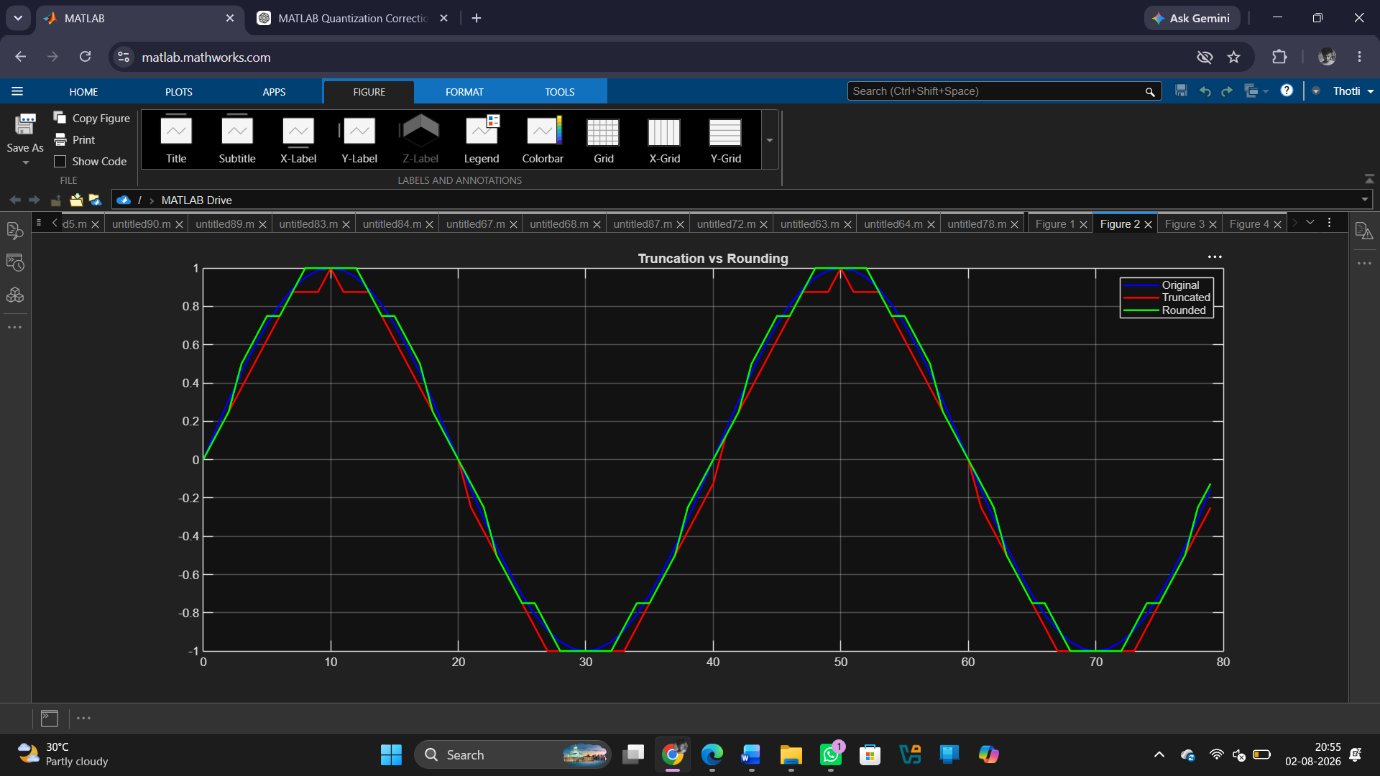 MATLAB
MATLAB Quantization Correctio
Ask Gemini
matlab.mathworks.com
HOME
PLOTS
APPS
FIGURE
FORMAT
TOOLS
Search (Ctrl+Shift+Space)
Thotli
Save As
Copy Figure
Print
Show Code
FILE
Title
Subtitle
X-Label
Y-Label
Z-Label
Legend
Colorbar
Grid
X-Grid
Y-Grid
LABELS AND ANNOTATIONS
/ > MATLAB Drive
d5.m
untitled90.m
untitled89.m
untitled83.m
untitled84.m
untitled67.m
untitled68.m
untitled87.m
untitled72.m
untitled63.m
untitled64.m
untitled78.m
Figure 1
Figure 2
Figure 3
Figure 4
Truncation vs Rounding
Original
Truncated
Rounded
1
0.8
0.6
0.4
0.2
0
-0.2
-0.4
-0.6
-0.8
-1
0 10 20 30 40 50 60 70 80
30°C
Partly cloudy
Search
1
20:55
02-08-2026